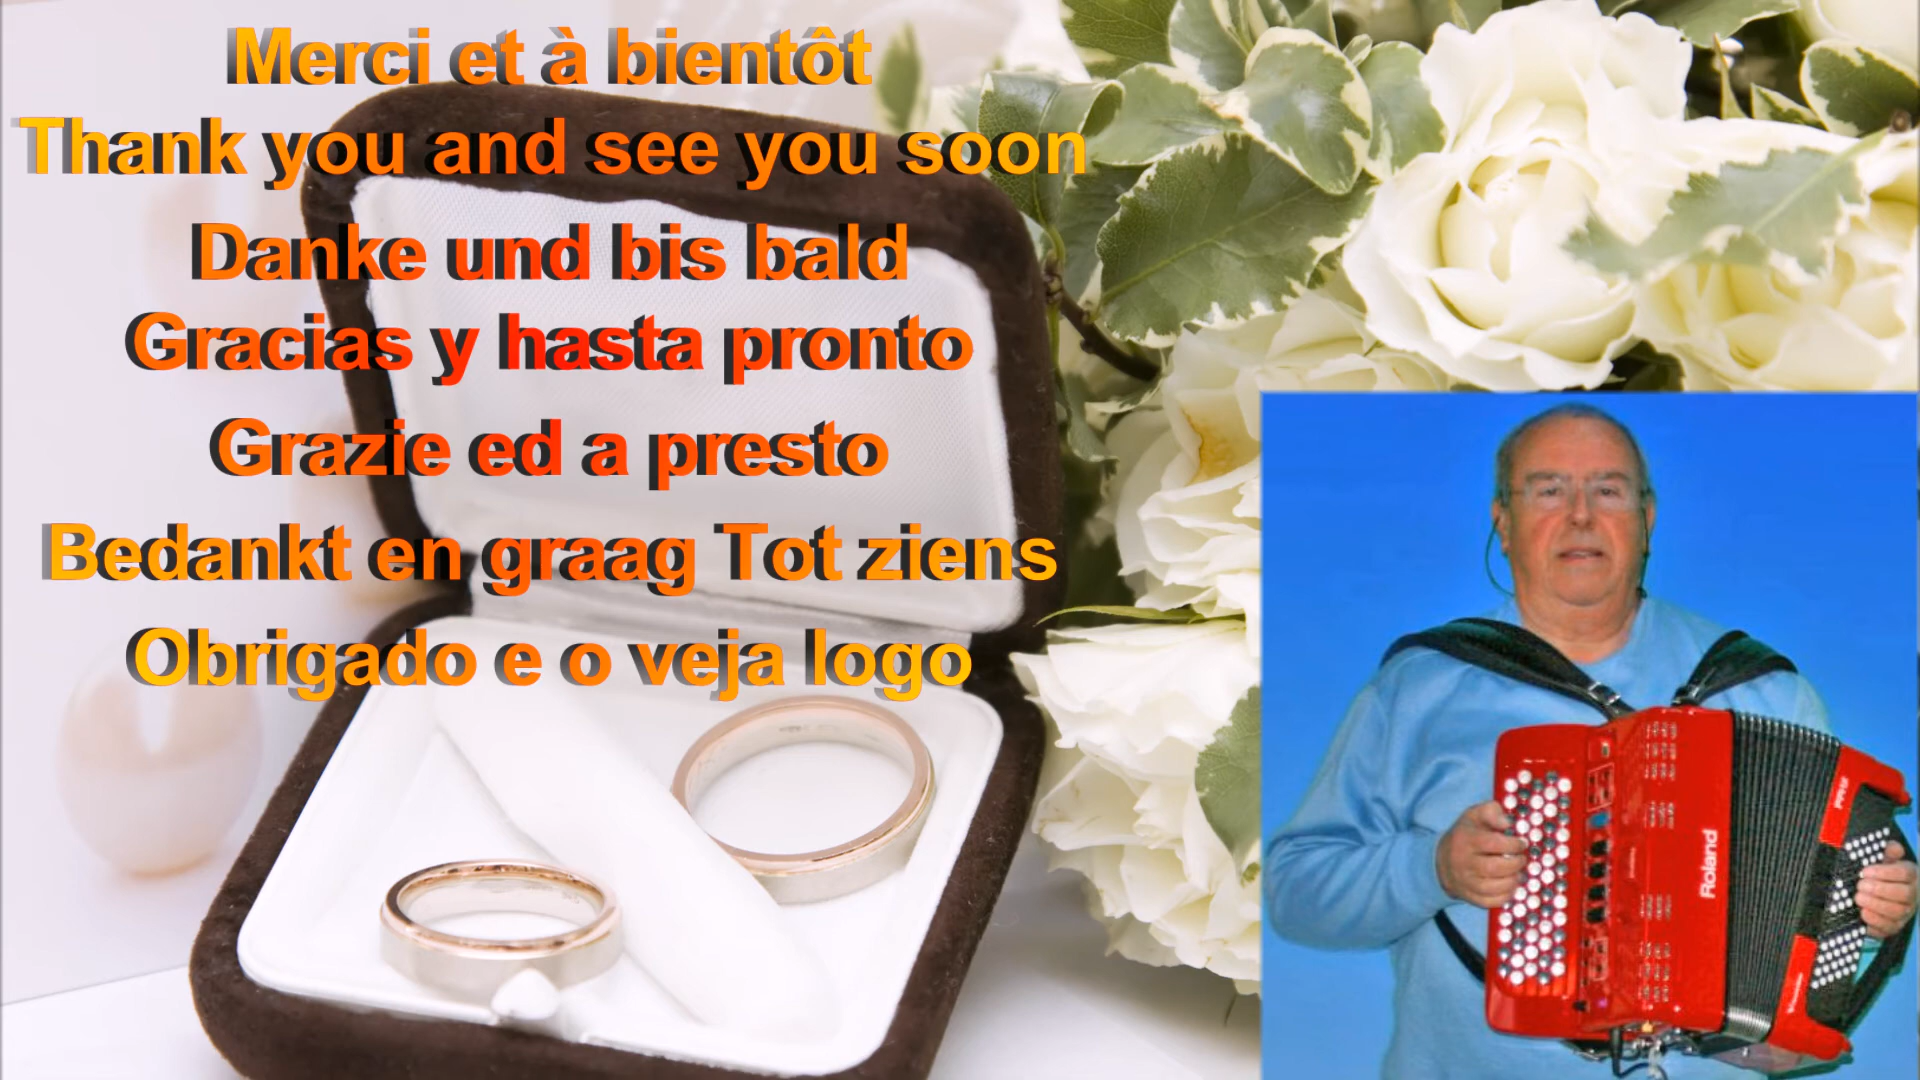 Merci et à bientôt
Thank you and see you soon
Danke und bis bald
Gracias y hasta pronto
Grazie ed a presto
Bedankt en graag Tot ziens
Obrigado e o veja logo
Roland